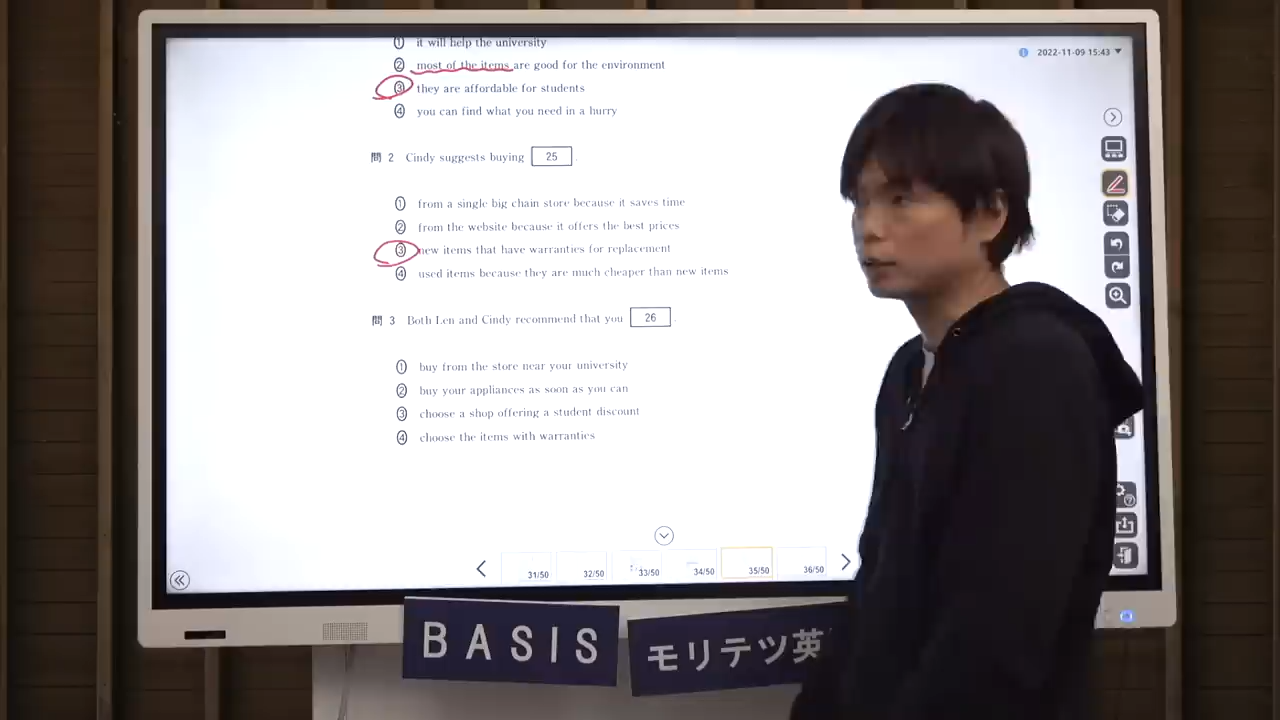 ① it will help the university
2022-11-09 15:43
② most of the items are good for the environment
③ they are affordable for students
④ you can find what you need in a hurry
問 2 Cindy suggests buying 25 .
① from a single big chain store because it saves time
② from the website because it offers the best prices
③ new items that have warranties for replacement
④ used items because they are much cheaper than new items
問 3 Both Len and Cindy recommend that you 26 .
① buy from the store near your university
② buy your appliances as soon as you can
③ choose a shop offering a student discount
④ choose the items with warranties
31/50 32/50 33/50 34/50 35/50 36/50
BASIS
モリテツ英